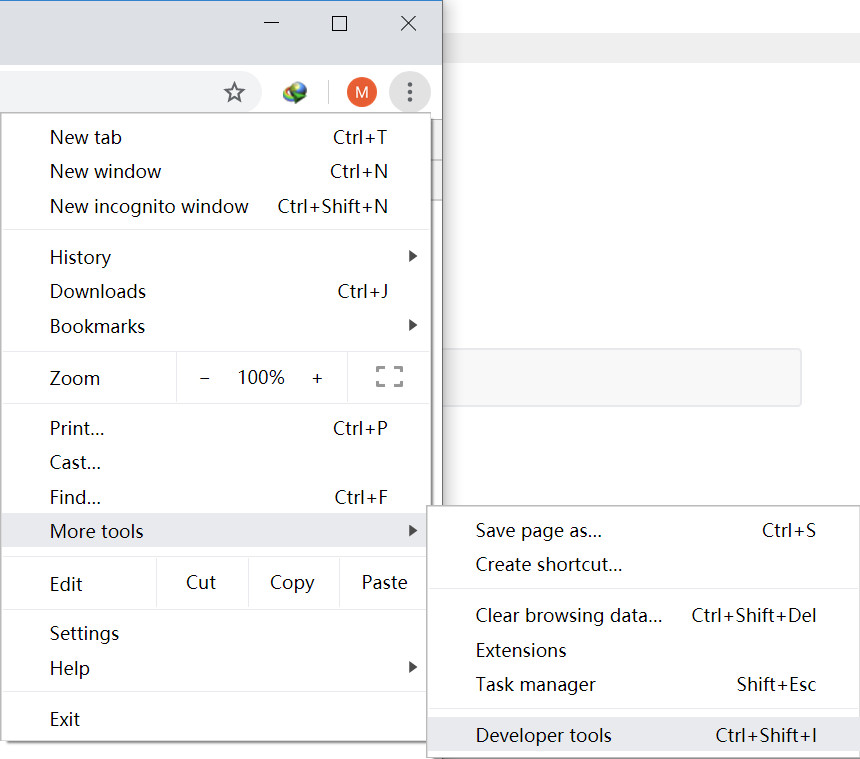 M
New tab Ctrl+T
New window Ctrl+N
New incognito window Ctrl+Shift+N
History
Downloads Ctrl+J
Bookmarks
Zoom – 100% +
Print... Ctrl+P
Cast...
Find... Ctrl+F
More tools
Edit Cut Copy Paste
Settings
Help
Exit
Save page as... Ctrl+S
Create shortcut...
Clear browsing data... Ctrl+Shift+Del
Extensions
Task manager Shift+Esc
Developer tools Ctrl+Shift+I